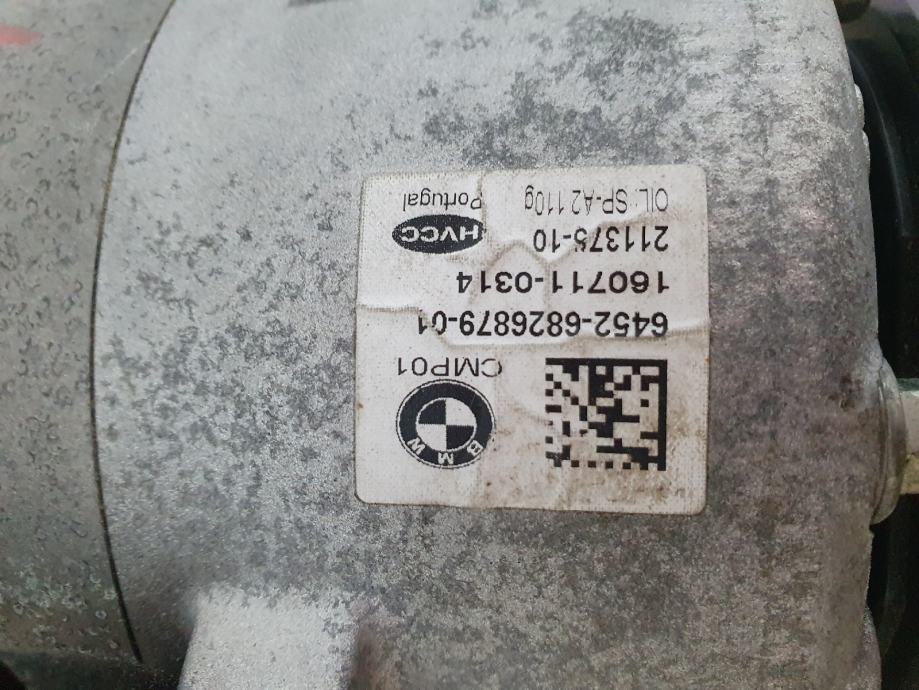 BMW
CMP01
6452-6826879-01
160711-0314
211375-10
HVCC
OIL: SP-A2 110g
Portugal